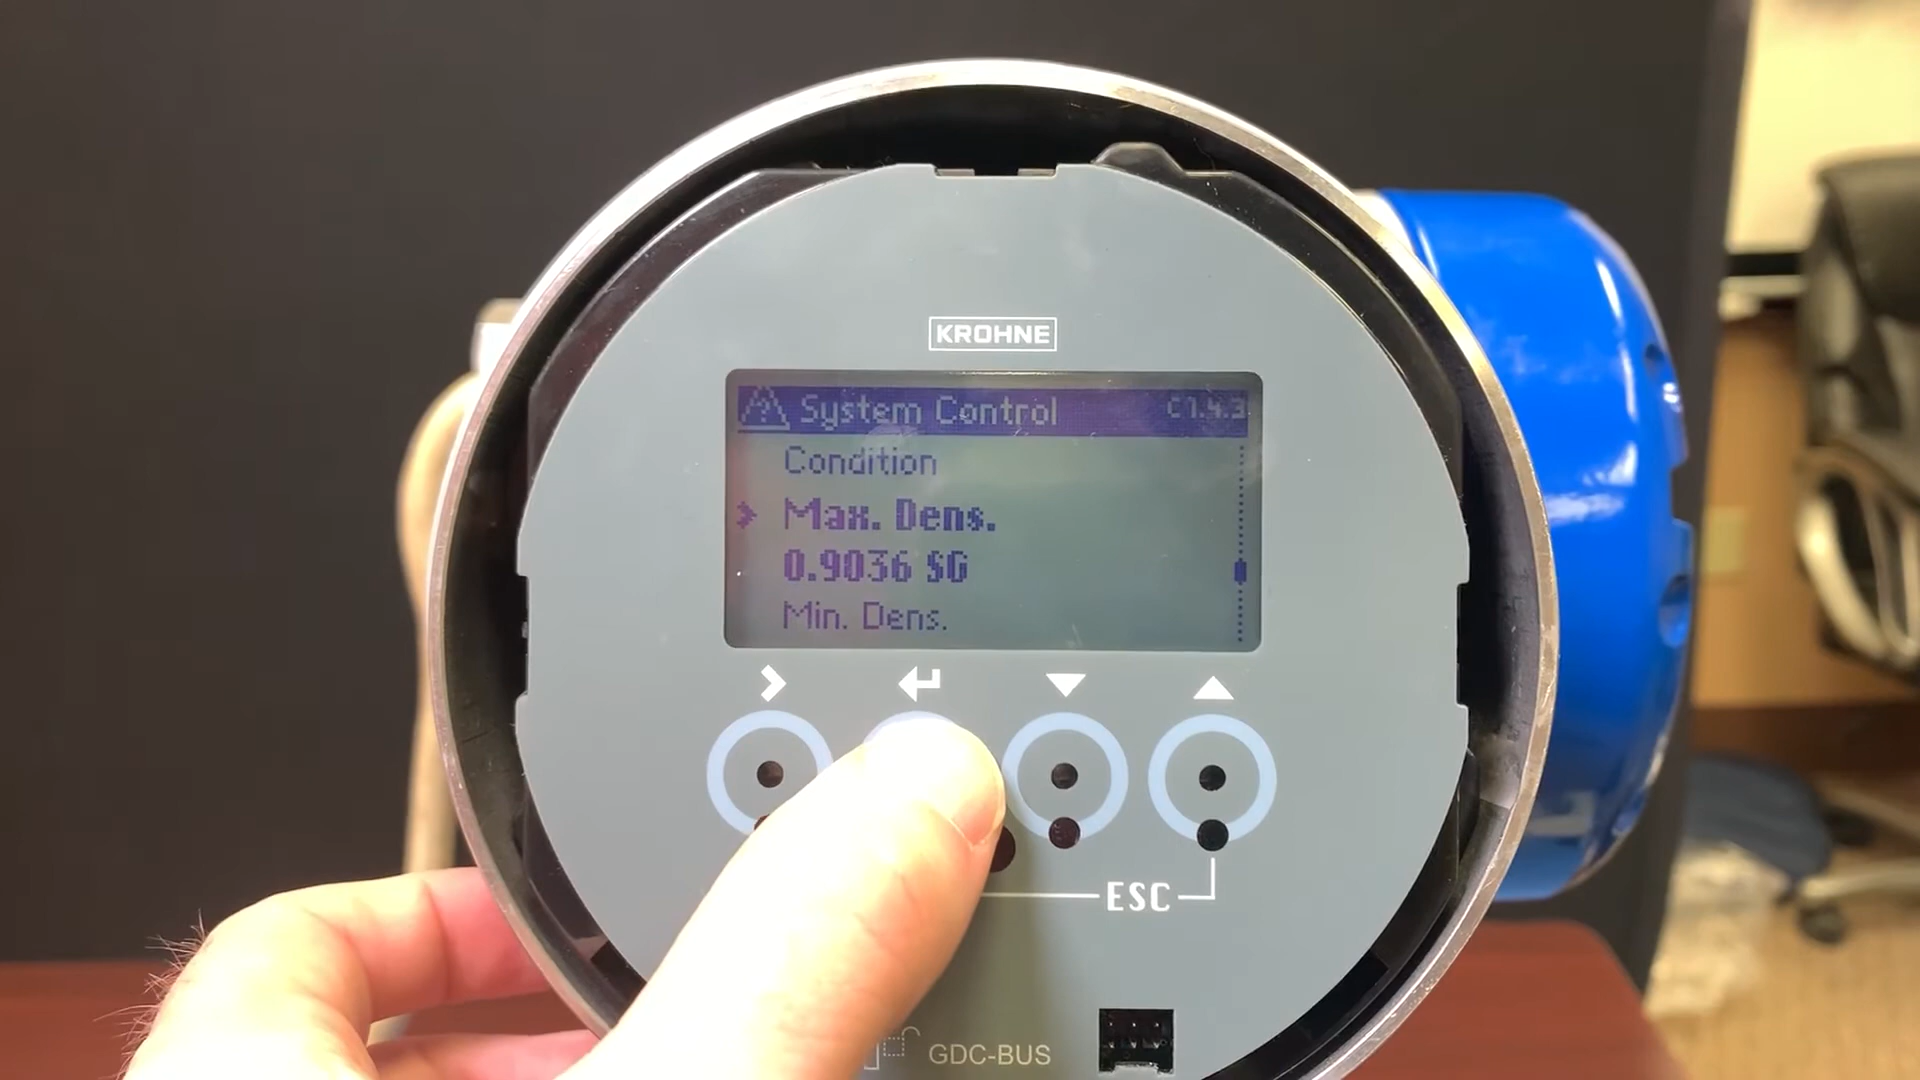 KROHNE
System Control C1.4.3
Condition
Max. Dens.
0.9036 SG
Min. Dens.
ESC
GDC-BUS